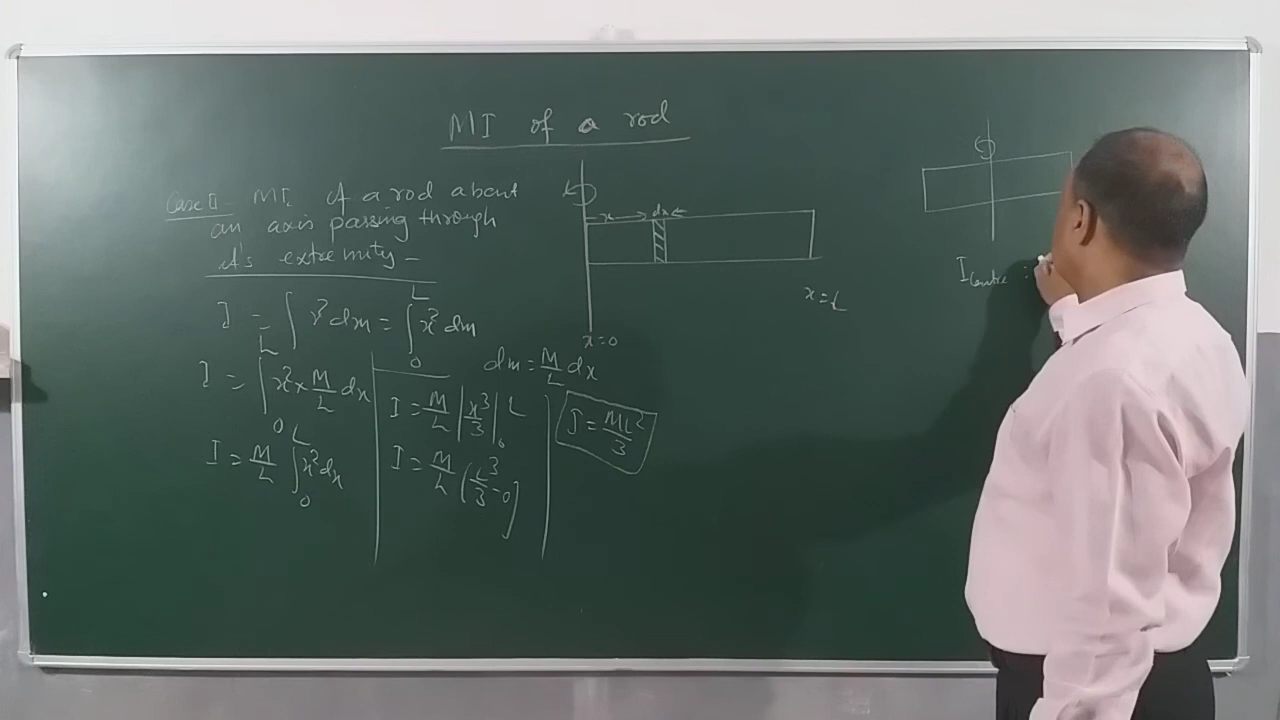 MI of a rod
Case II - MI of a rod about
an axis passing through
it's extremity -
I = ∫ r² dm = ∫₀ᴸ x² dm
I = ∫₀ᴸ x² × M/L dx
I = M/L ∫₀ᴸ x² dx
dm = M/L dx
I = M/L |x³/3|₀ᴸ
I = M/L (L³/3 - 0]
I = ML²/3
x
dx
x=0
x=L
I centre =